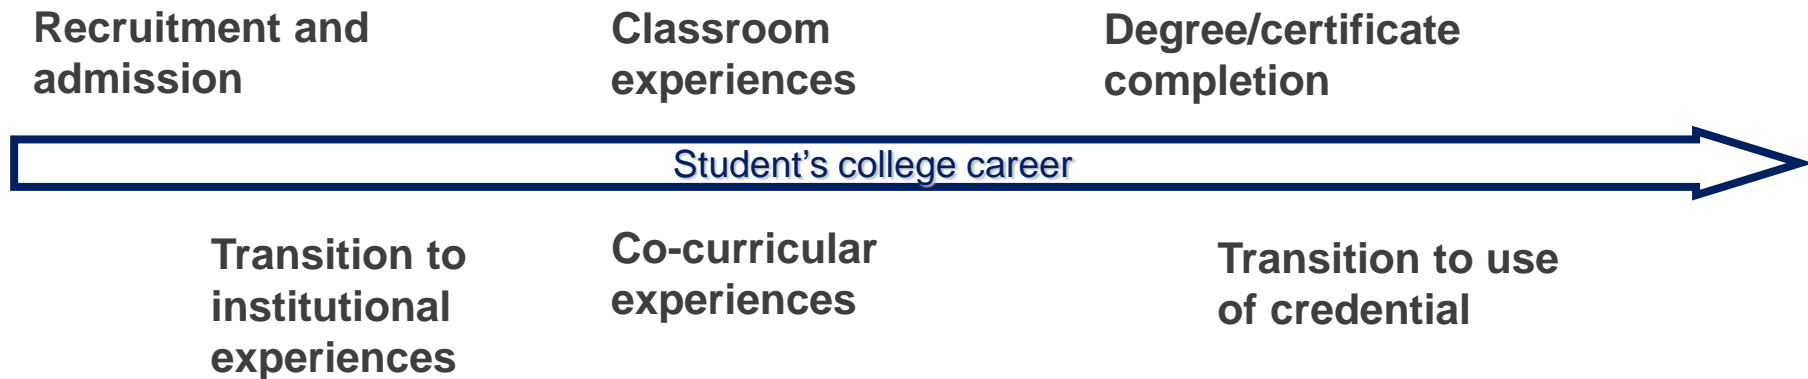 Recruitment and
admission
Classroom
experiences
Degree/certificate
completion
Student’s college career
Transition to
institutional
experiences
Co-curricular
experiences
Transition to use
of credential